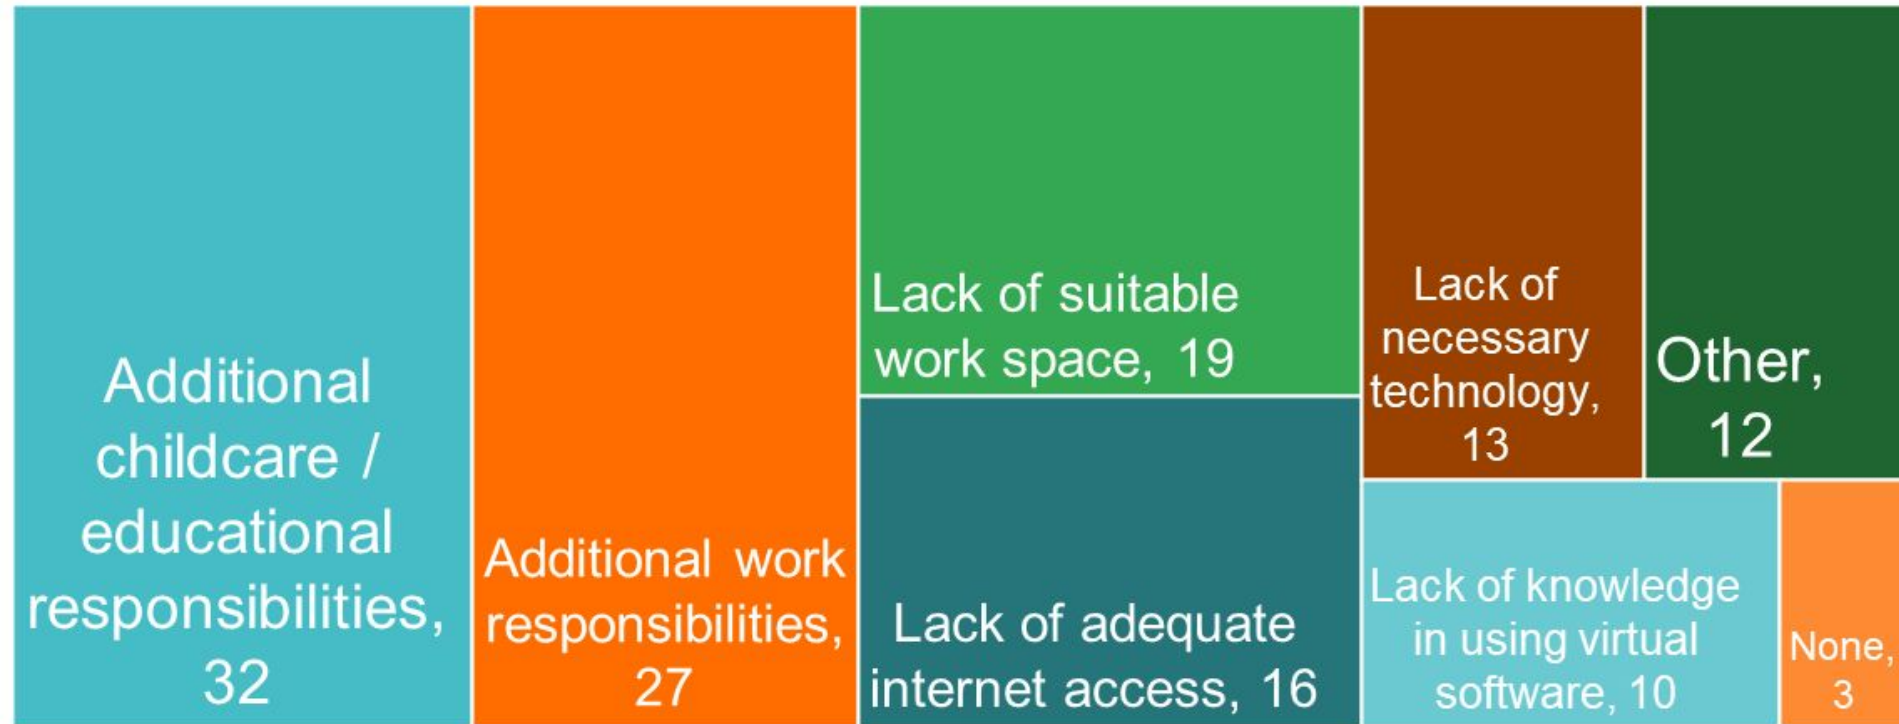 Additional
childcare /
educational
responsibilities,
32
Additional work
responsibilities,
27
Lack of suitable
work space, 19
Lack of adequate
internet access, 16
Lack of
necessary
technology,
13
Other,
12
Lack of knowledge
in using virtual
software, 10
None,
3